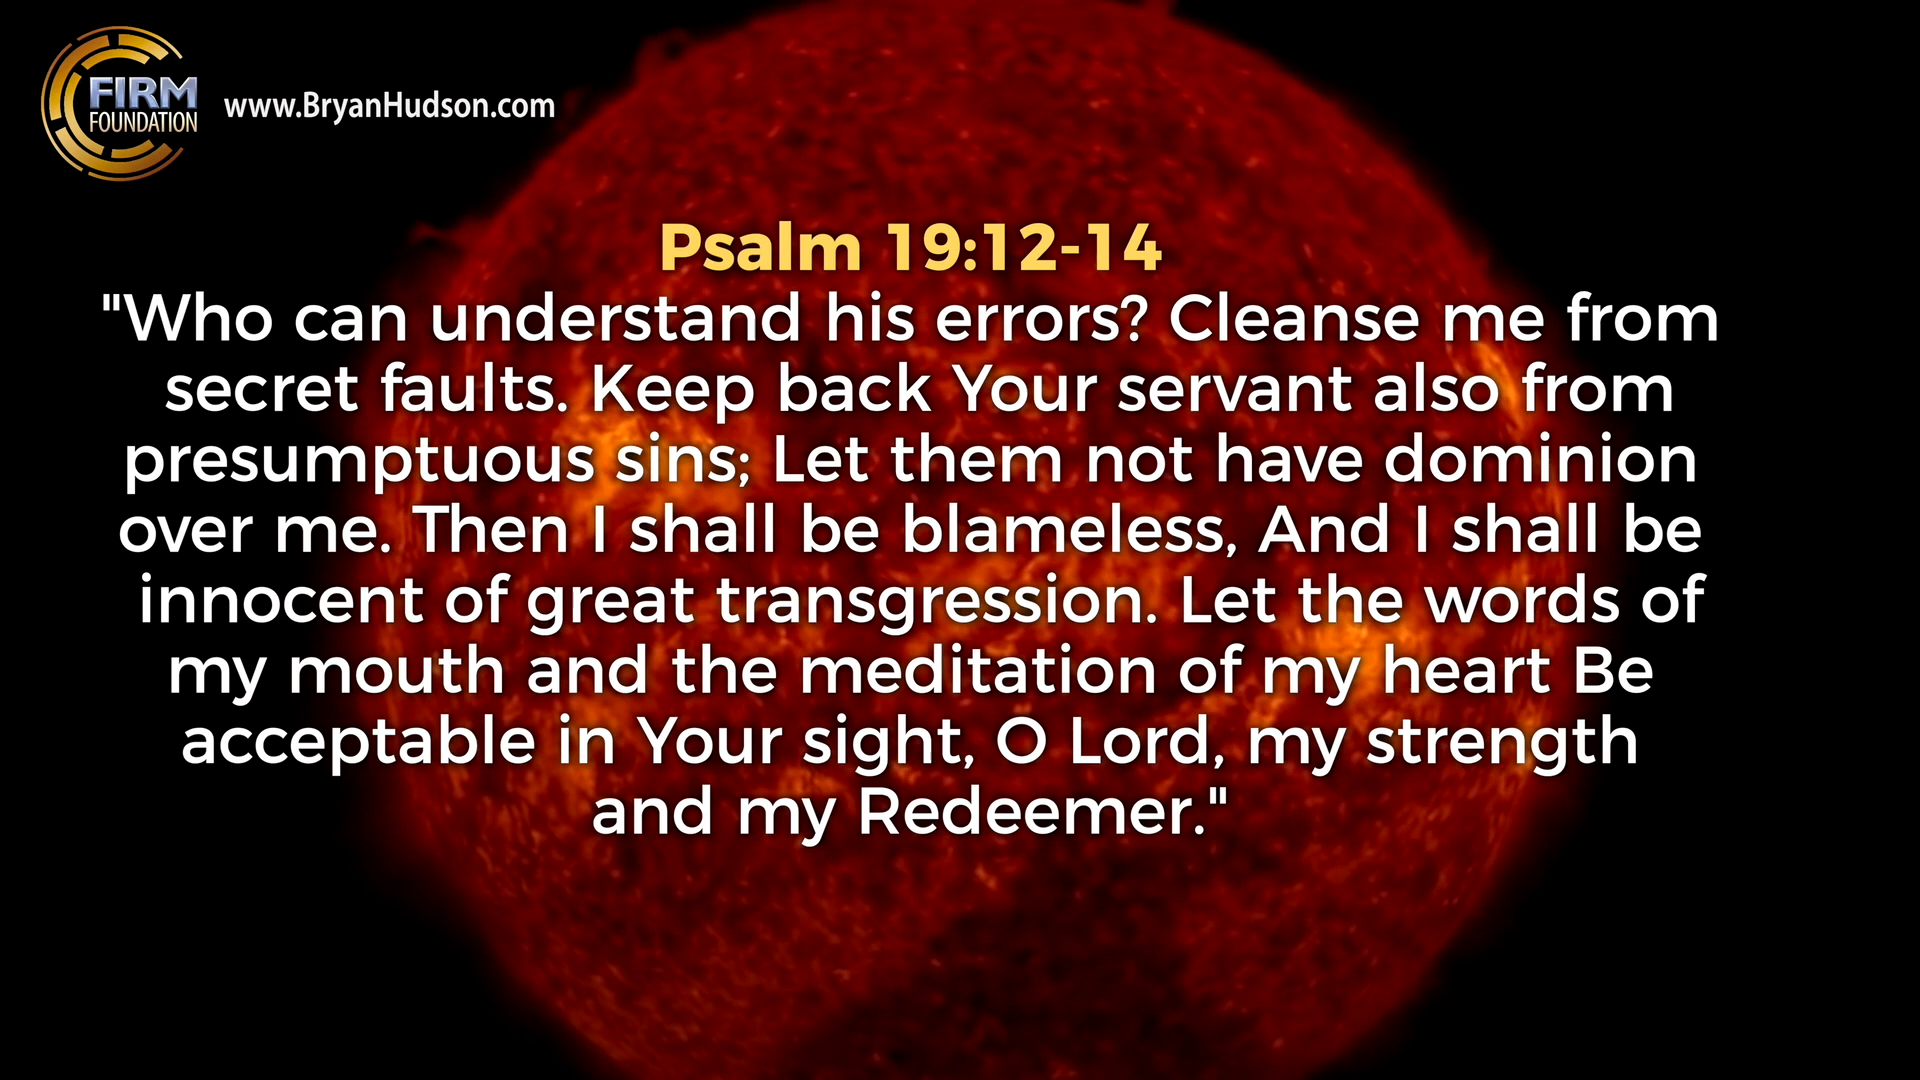 FIRM
FOUNDATION
www.BryanHudson.com
Psalm 19:12-14
"Who can understand his errors? Cleanse me from
secret faults. Keep back Your servant also from
presumptuous sins; Let them not have dominion
over me. Then I shall be blameless, And I shall be
innocent of great transgression. Let the words of
my mouth and the meditation of my heart Be
acceptable in Your sight, O Lord, my strength
and my Redeemer."